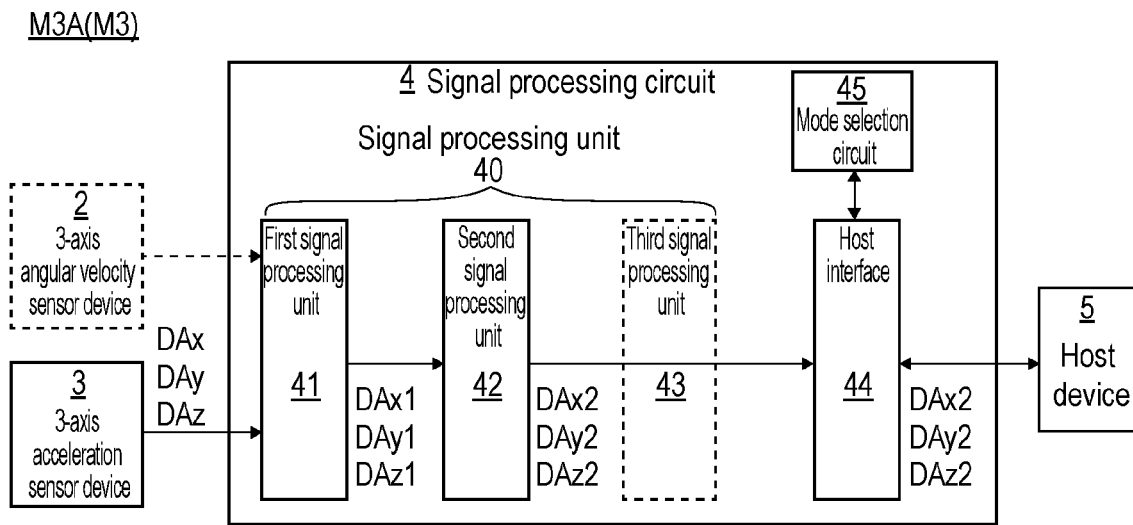 M3A(M3)
4 Signal processing circuit
45
Mode selection
circuit
Signal processing unit
40
2
3-axis
angular velocity
sensor device
First signal
processing
unit
41
Second
signal
processing
unit
42
Third signal
processing
unit
43
Host
interface
44
5
Host
device
DAx
DAy
DAz
3
3-axis
acceleration
sensor device
DAx1
DAy1
DAz1
DAx2
DAy2
DAz2
DAx2
DAy2
DAz2